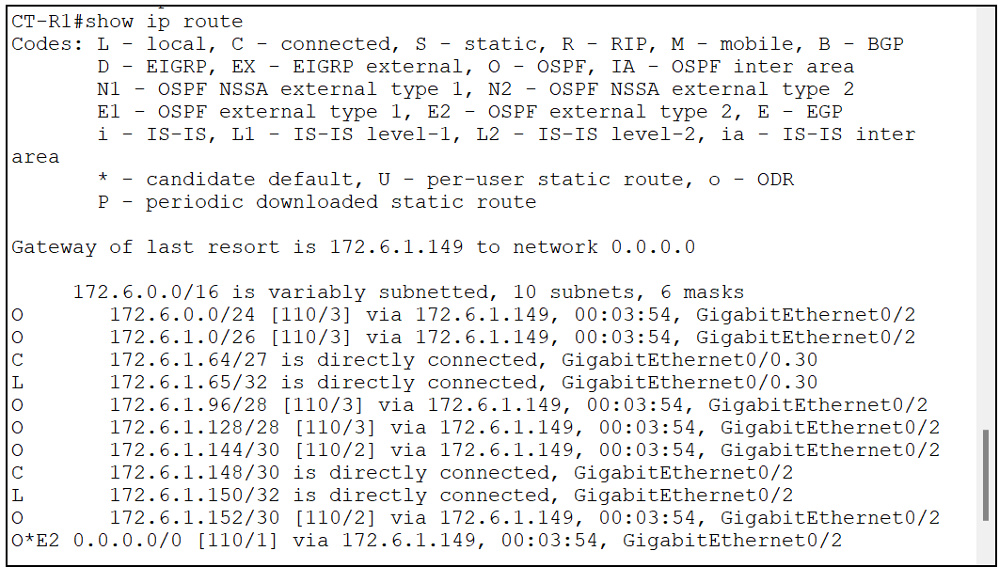 CT-R1#show ip route
Codes: L - local, C - connected, S - static, R - RIP, M - mobile, B - BGP
D - EIGRP, EX - EIGRP external, O - OSPF, IA - OSPF inter area
N1 - OSPF NSSA external type 1, N2 - OSPF NSSA external type 2
E1 - OSPF external type 1, E2 - OSPF external type 2, E - EGP
i - IS-IS, L1 - IS-IS level-1, L2 - IS-IS level-2, ia - IS-IS inter
area
* - candidate default, U - per-user static route, o - ODR
P - periodic downloaded static route
Gateway of last resort is 172.6.1.149 to network 0.0.0.0
172.6.0.0/16 is variably subnetted, 10 subnets, 6 masks
O 172.6.0.0/24 [110/3] via 172.6.1.149, 00:03:54, GigabitEthernet0/2
O 172.6.1.0/26 [110/3] via 172.6.1.149, 00:03:54, GigabitEthernet0/2
C 172.6.1.64/27 is directly connected, GigabitEthernet0/0.30
L 172.6.1.65/32 is directly connected, GigabitEthernet0/0.30
O 172.6.1.96/28 [110/3] via 172.6.1.149, 00:03:54, GigabitEthernet0/2
O 172.6.1.128/28 [110/3] via 172.6.1.149, 00:03:54, GigabitEthernet0/2
O 172.6.1.144/30 [110/2] via 172.6.1.149, 00:03:54, GigabitEthernet0/2
C 172.6.1.148/30 is directly connected, GigabitEthernet0/2
L 172.6.1.150/32 is directly connected, GigabitEthernet0/2
O 172.6.1.152/30 [110/2] via 172.6.1.149, 00:03:54, GigabitEthernet0/2
O*E2 0.0.0.0/0 [110/1] via 172.6.1.149, 00:03:54, GigabitEthernet0/2